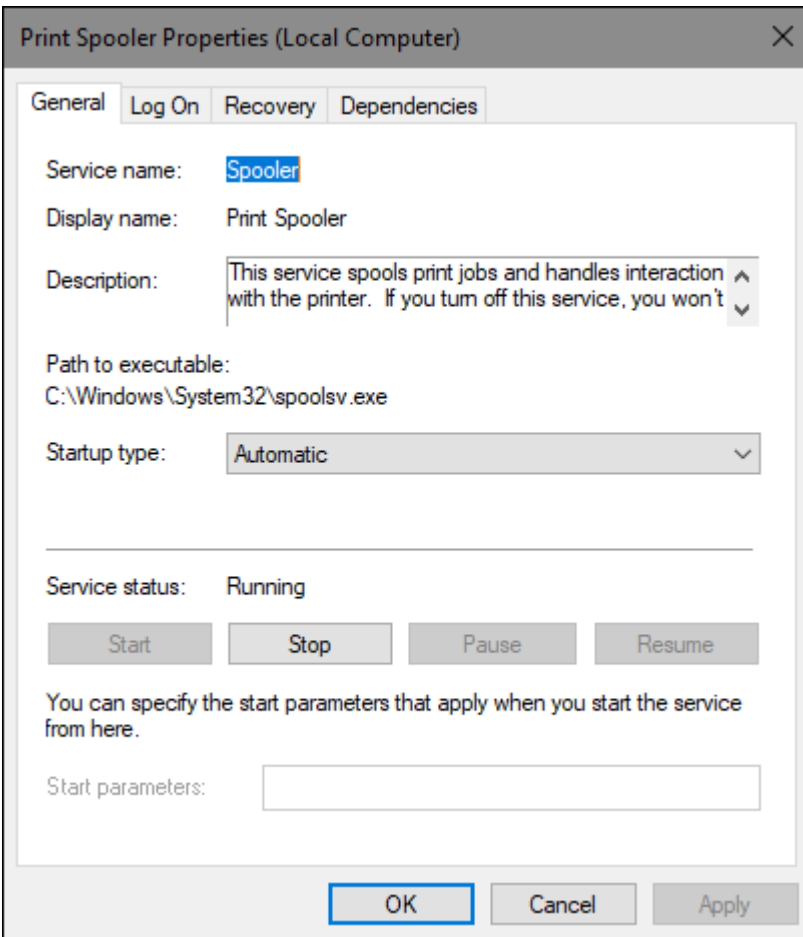 Print Spooler Properties (Local Computer)
General Log On Recovery Dependencies
Service name: Spooler
Display name: Print Spooler
Description: This service spools print jobs and handles interaction
with the printer. If you turn off this service, you won't
Path to executable:
C:\Windows\System32\spoolsv.exe
Startup type: Automatic
Service status: Running
Start Stop Pause Resume
You can specify the start parameters that apply when you start the service
from here.
Start parameters:
OK Cancel Apply